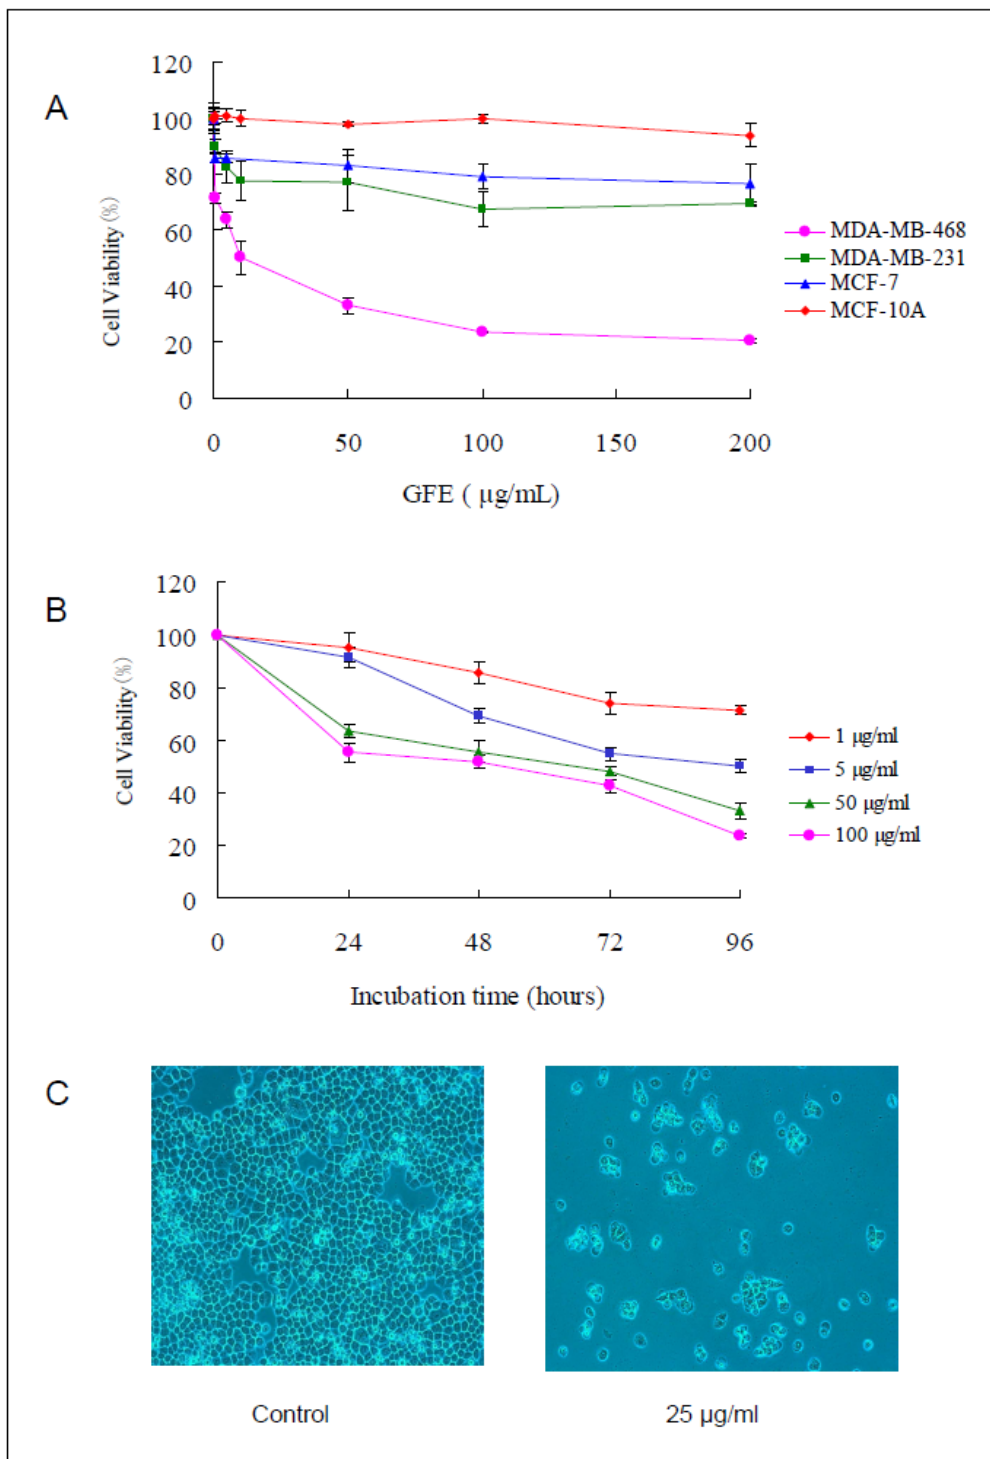 A
120
100
80
60
40
20
0
Cell Viability(%)
0 50 100 150 200
GFE ( µg/mL)
MDA-MB-468
MDA-MB-231
MCF-7
MCF-10A
B
120
100
80
60
40
20
0
Cell Viability(%)
0 24 48 72 96
Incubation time (hours)
1 µg/ml
5 µg/ml
50 µg/ml
100 µg/ml
C
Control
25 µg/ml